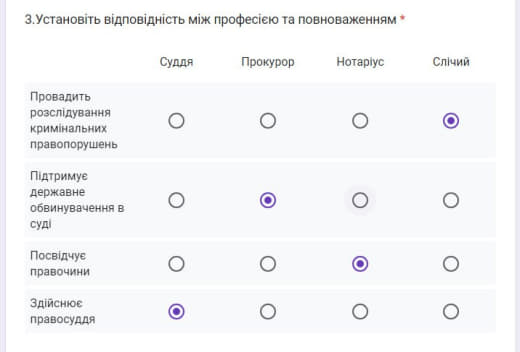 3.Установіть відповідність між професією та повноваженням *
Суддя Прокурор Нотаріус Слічий
Провадить
розслідування
кримінальних
правопорушень
Підтримує
державне
обвинувачення в
суді
Посвідчує
правочини
Здійснює
правосуддя